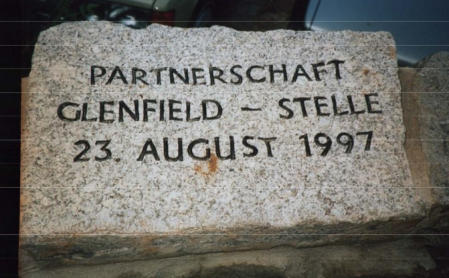 PARTNERSCHAFT
GLENFIELD – STELLE
23. AUGUST 1997